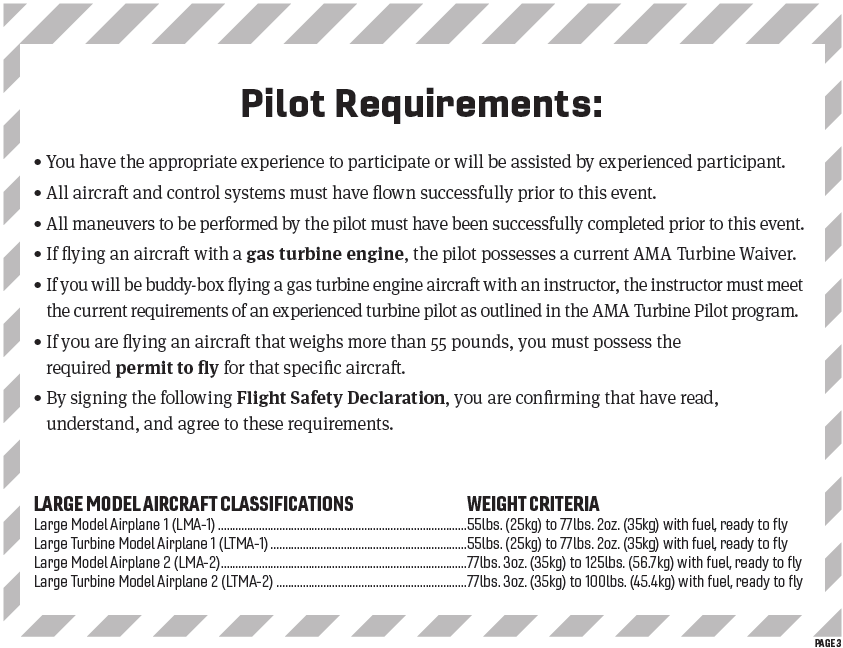 Pilot Requirements:
• You have the appropriate experience to participate or will be assisted by experienced participant.
• All aircraft and control systems must have flown successfully prior to this event.
• All maneuvers to be performed by the pilot must have been successfully completed prior to this event.
• If flying an aircraft with a gas turbine engine, the pilot possesses a current AMA Turbine Waiver.
• If you will be buddy-box flying a gas turbine engine aircraft with an instructor, the instructor must meet
the current requirements of an experienced turbine pilot as outlined in the AMA Turbine Pilot program.
• If you are flying an aircraft that weighs more than 55 pounds, you must possess the
required permit to fly for that specific aircraft.
• By signing the following Flight Safety Declaration, you are confirming that have read,
understand, and agree to these requirements.
LARGE MODEL AIRCRAFT CLASSIFICATIONS WEIGHT CRITERIA
Large Model Airplane 1 (LMA-1)..........55lbs. (25kg) to 77lbs. 2oz. (35kg) with fuel, ready to fly
Large Turbine Model Airplane 1 (LTMA-1)..........55lbs. (25kg) to 77lbs. 2oz. (35kg) with fuel, ready to fly
Large Model Airplane 2 (LMA-2)..........77lbs. 3oz. (35kg) to 125lbs. (56.7kg) with fuel, ready to fly
Large Turbine Model Airplane 2 (LTMA-2)..........77lbs. 3oz. (35kg) to 100lbs. (45.4kg) with fuel, ready to fly
PAGE 3